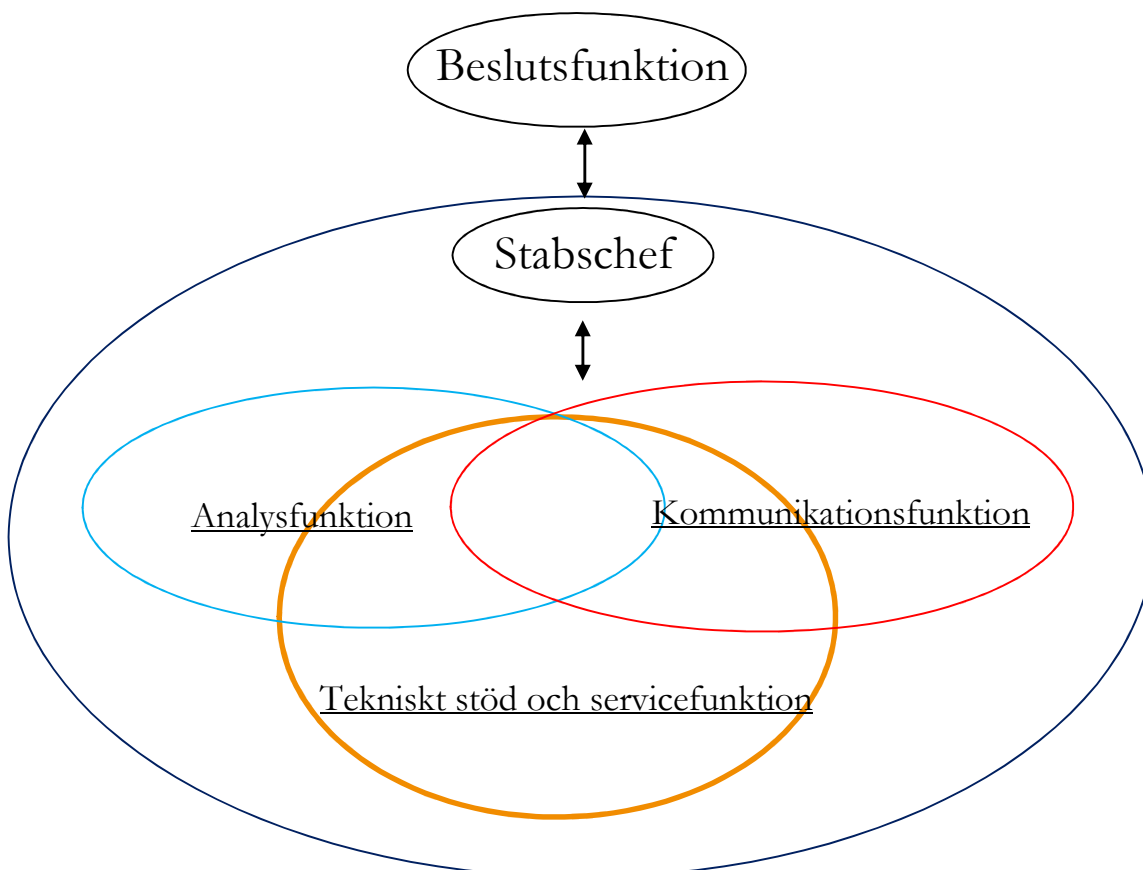 Beslutsfunktion
Stabschef
Analysfunktion
Kommunikationsfunktion
Tekniskt stöd och servicefunktion